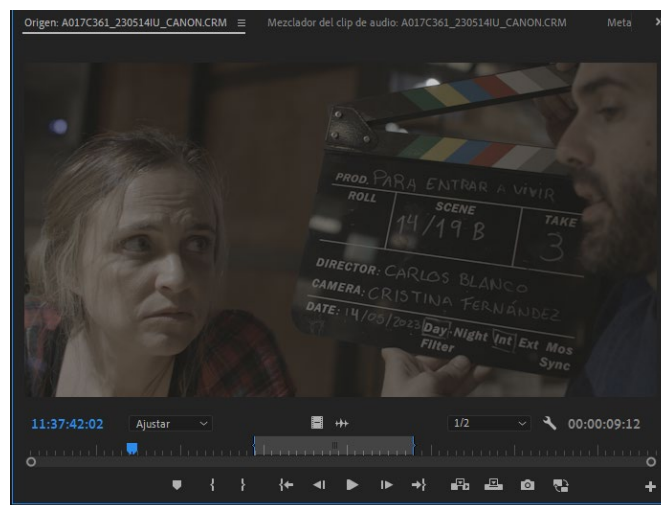 Origen: A017C361_230514IU_CANON.CRM Mezclador del clip de audio: A017C361_230514IU_CANON.CRM Meta
PROD. PARA ENTRAR A VIVIR
ROLL SCENE TAKE
14/19 B 3
DIRECTOR: CARLOS BLANCO
CAMERA: CRISTINA FERNÁNDEZ
DATE: 14/05/2023 Day Night Int Ext Mos
Filter Sync
11:37:42:02 Ajustar 1/2 00:00:09:12